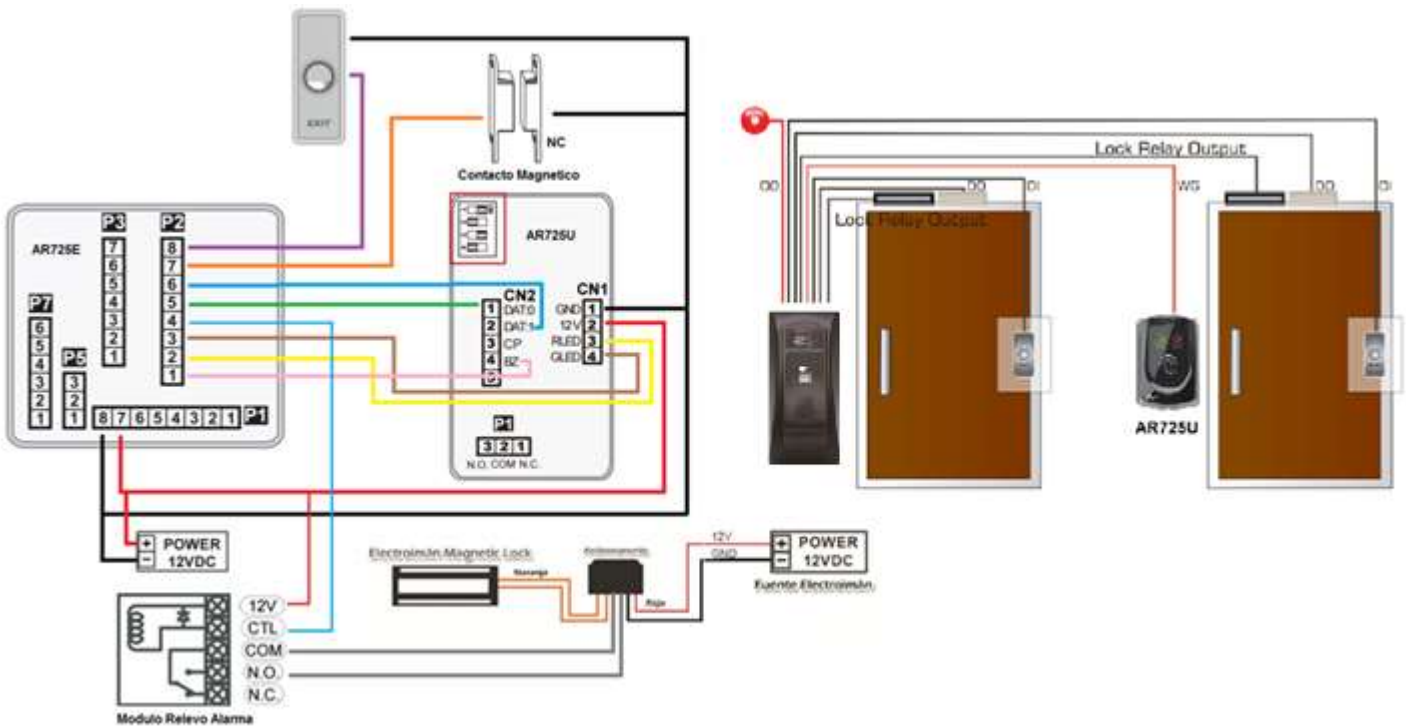 EXIT
NC
Contacto Magnetico
AR725E
P3
7
6
5
4
3
2
1
P2
8
7
6
5
4
3
2
1
P7
6
5
4
3
2
1
P5
3
2
1
8 7 6 5 4 3 2 1 P1
AR725U
CN2
1 DAT:0
2 DAT:1
3 CP
4 BZ
5
CN1
GND 1
12V 2
RLED 3
GLED 4
P1
3 2 1
N.O. COM N.C.
+ POWER
- 12VDC
Electroimán Magnetic Lock
Naranja
Rojo
12V
GND
+ POWER
- 12VDC
Fuente Electroimán
12V
CTL
COM
N.O.
N.C.
Modulo Relevo Alarma
Lock Relay Output
DO
DO
DI
WG
DO
DI
Lock Relay Output
AR725U